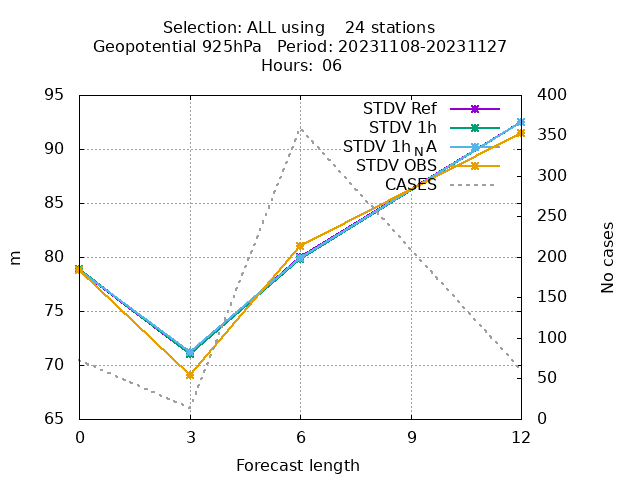 Selection: ALL using    24 stations
Geopotential 925hPa   Period: 20231108-20231127
Hours: 06
95
90
85
80
75
70
65
400
350
300
250
200
150
100
50
0
STDV Ref
STDV 1h
STDV 1h_NA
STDV OBS
CASES
m
No cases
0
3
6
9
12
Forecast length